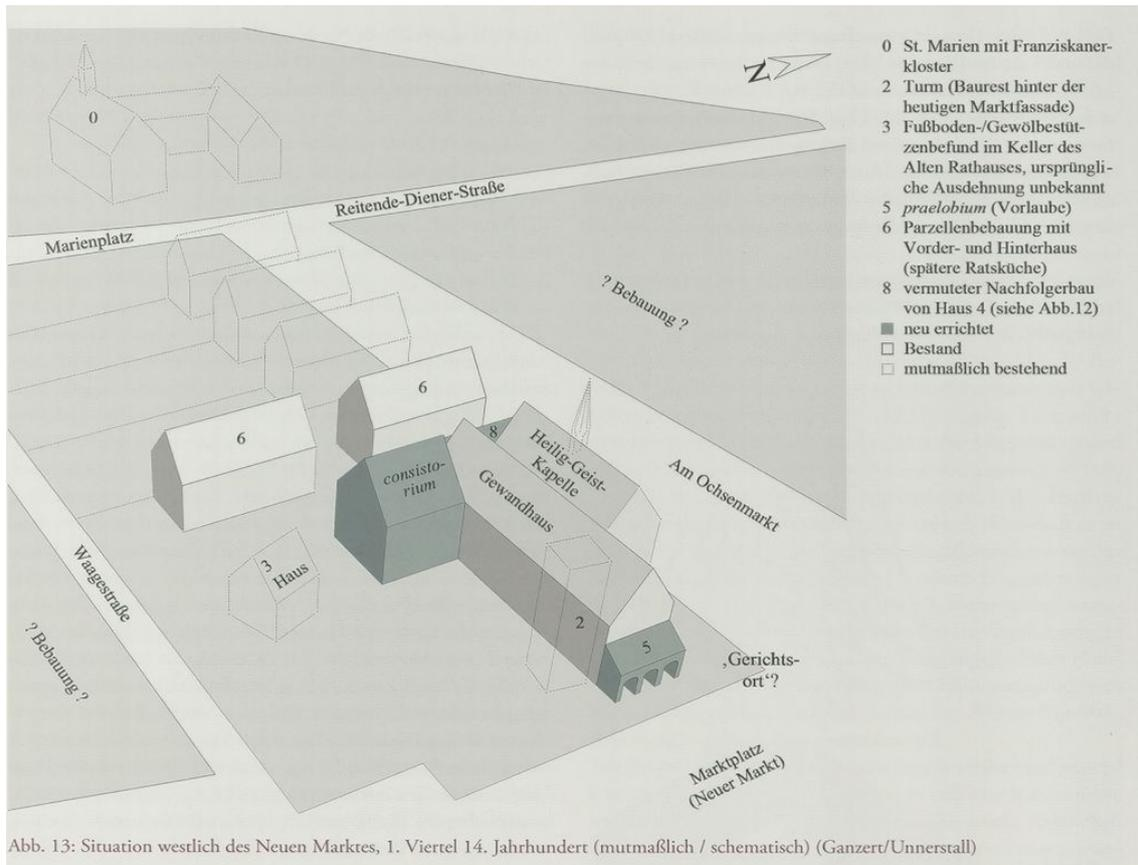 0
N
0 St. Marien mit Franziskaner-
kloster
2 Turm (Baurest hinter der
heutigen Marktfassade)
3 Fußboden-/Gewölbestüt-
zenbefund im Keller des
Alten Rathauses, ursprüngli-
che Ausdehnung unbekannt
5 praelobium (Vorlaube)
6 Parzellenbebauung mit
Vorder- und Hinterhaus
(spätere Ratsküche)
8 vermuteter Nachfolgerbau
von Haus 4 (siehe Abb.12)
neu errichtet
Bestand
mutmaßlich bestehend
Reitende-Diener-Straße
Marienplatz
? Bebauung ?
6
6
8
Heilig-Geist-
Kapelle
consisto-
rium
Gewandhaus
Am Ochsenmarkt
3
Haus
Waagestraße
2
5
? Bebauung ?
‚Gerichts-
ort‘?
Marktplatz
(Neuer Markt)
Abb. 13: Situation westlich des Neuen Marktes, 1. Viertel 14. Jahrhundert (mutmaßlich / schematisch) (Ganzert/Unnerstall)